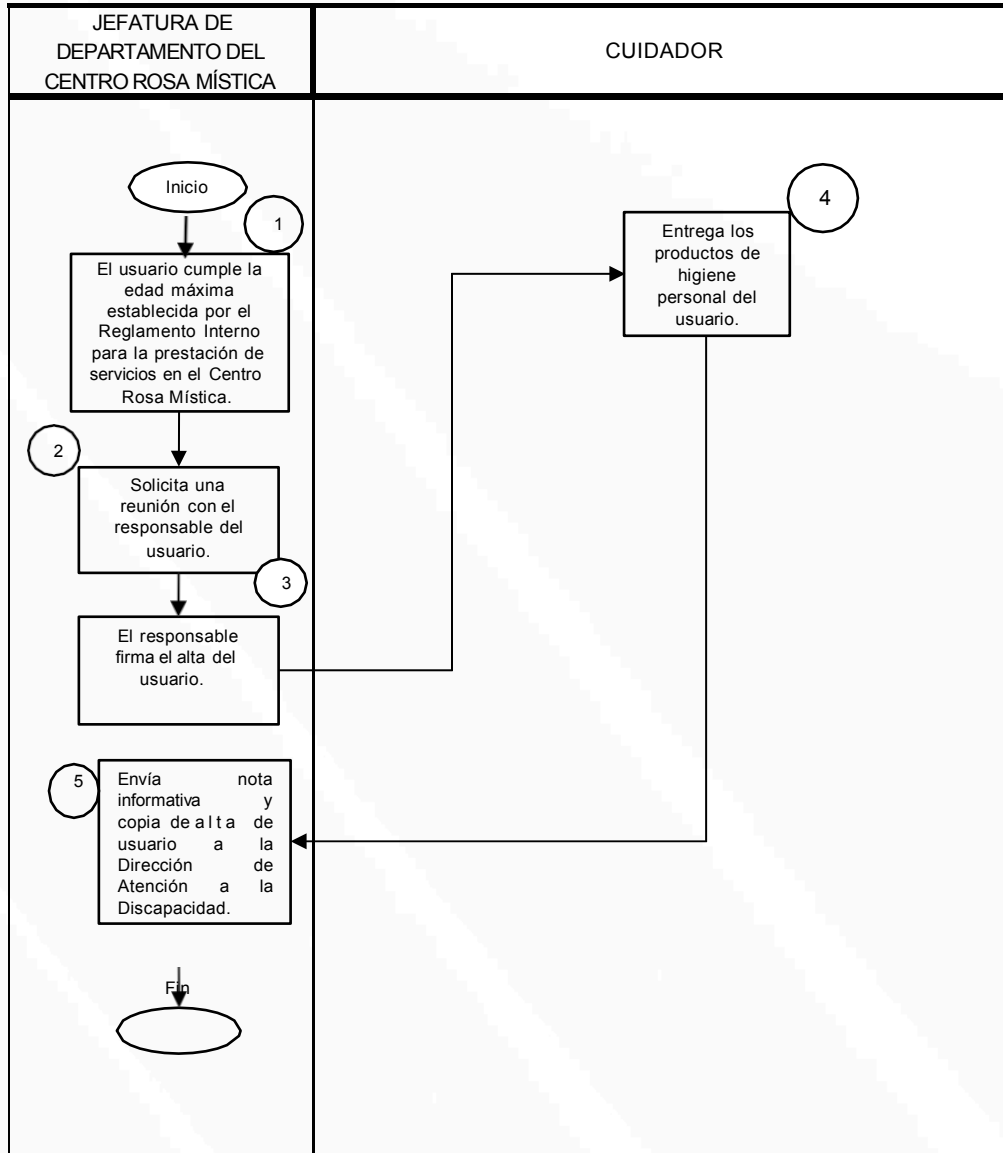 JEFATURA DE
DEPARTAMENTO DEL
CENTRO ROSA MÍSTICA
CUIDADOR
Inicio
1
El usuario cumple la
edad máxima
establecida por el
Reglamento Interno
para la prestación de
servicios en el Centro
Rosa Mística.
2
Solicita una
reunión con el
responsable del
usuario.
3
El responsable
firma el alta del
usuario.
4
Entrega los
productos de
higiene
personal del
usuario.
5
Envía nota
informativa y
copia de alta de
usuario a la
Dirección de
Atención a la
Discapacidad.
Fin